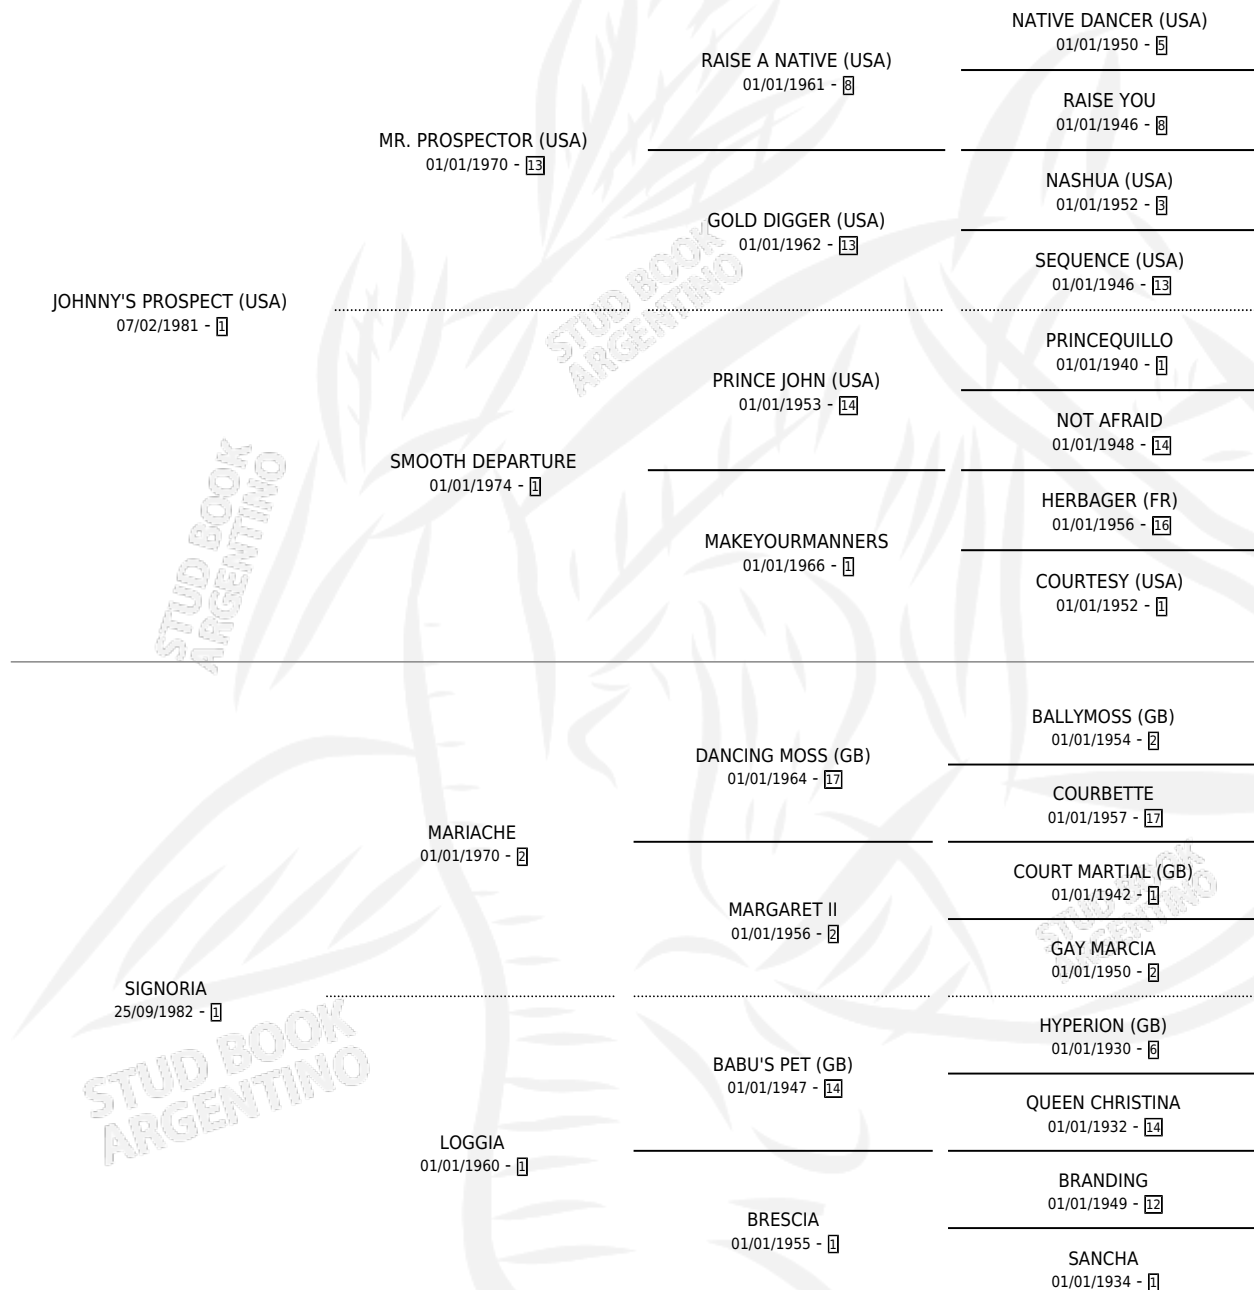 NATIVE DANCER (USA)
01/01/1950 - 5
RAISE A NATIVE (USA)
01/01/1961 - 8
RAISE YOU
01/01/1946 - 8
MR. PROSPECTOR (USA)
01/01/1970 - 13
NASHUA (USA)
01/01/1952 - 3
GOLD DIGGER (USA)
01/01/1962 - 13
SEQUENCE (USA)
01/01/1946 - 13
JOHNNY'S PROSPECT (USA)
07/02/1981 - 1
PRINCEQUILLO
01/01/1940 - 1
PRINCE JOHN (USA)
01/01/1953 - 14
NOT AFRAID
01/01/1948 - 14
SMOOTH DEPARTURE
01/01/1974 - 1
HERBAGER (FR)
01/01/1956 - 16
MAKEYOURMANNERS
01/01/1966 - 1
COURTESY (USA)
01/01/1952 - 1
BALLYMOSS (GB)
01/01/1954 - 2
DANCING MOSS (GB)
01/01/1964 - 17
COURBETTE
01/01/1957 - 17
MARIACHE
01/01/1970 - 2
COURT MARTIAL (GB)
01/01/1942 - 1
MARGARET II
01/01/1956 - 2
GAY MARCIA
01/01/1950 - 2
SIGNORIA
25/09/1982 - 1
HYPERION (GB)
01/01/1930 - 6
BABU'S PET (GB)
01/01/1947 - 14
QUEEN CHRISTINA
01/01/1932 - 14
LOGGIA
01/01/1960 - 1
BRANDING
01/01/1949 - 12
BRESCIA
01/01/1955 - 1
SANCHA
01/01/1934 - 1
STUD BOOK
ARGENTINO
STUD BOOK
ARGENTINO
STUD BOOK
ARGENTINO
STUD BOOK
ARGENTINO